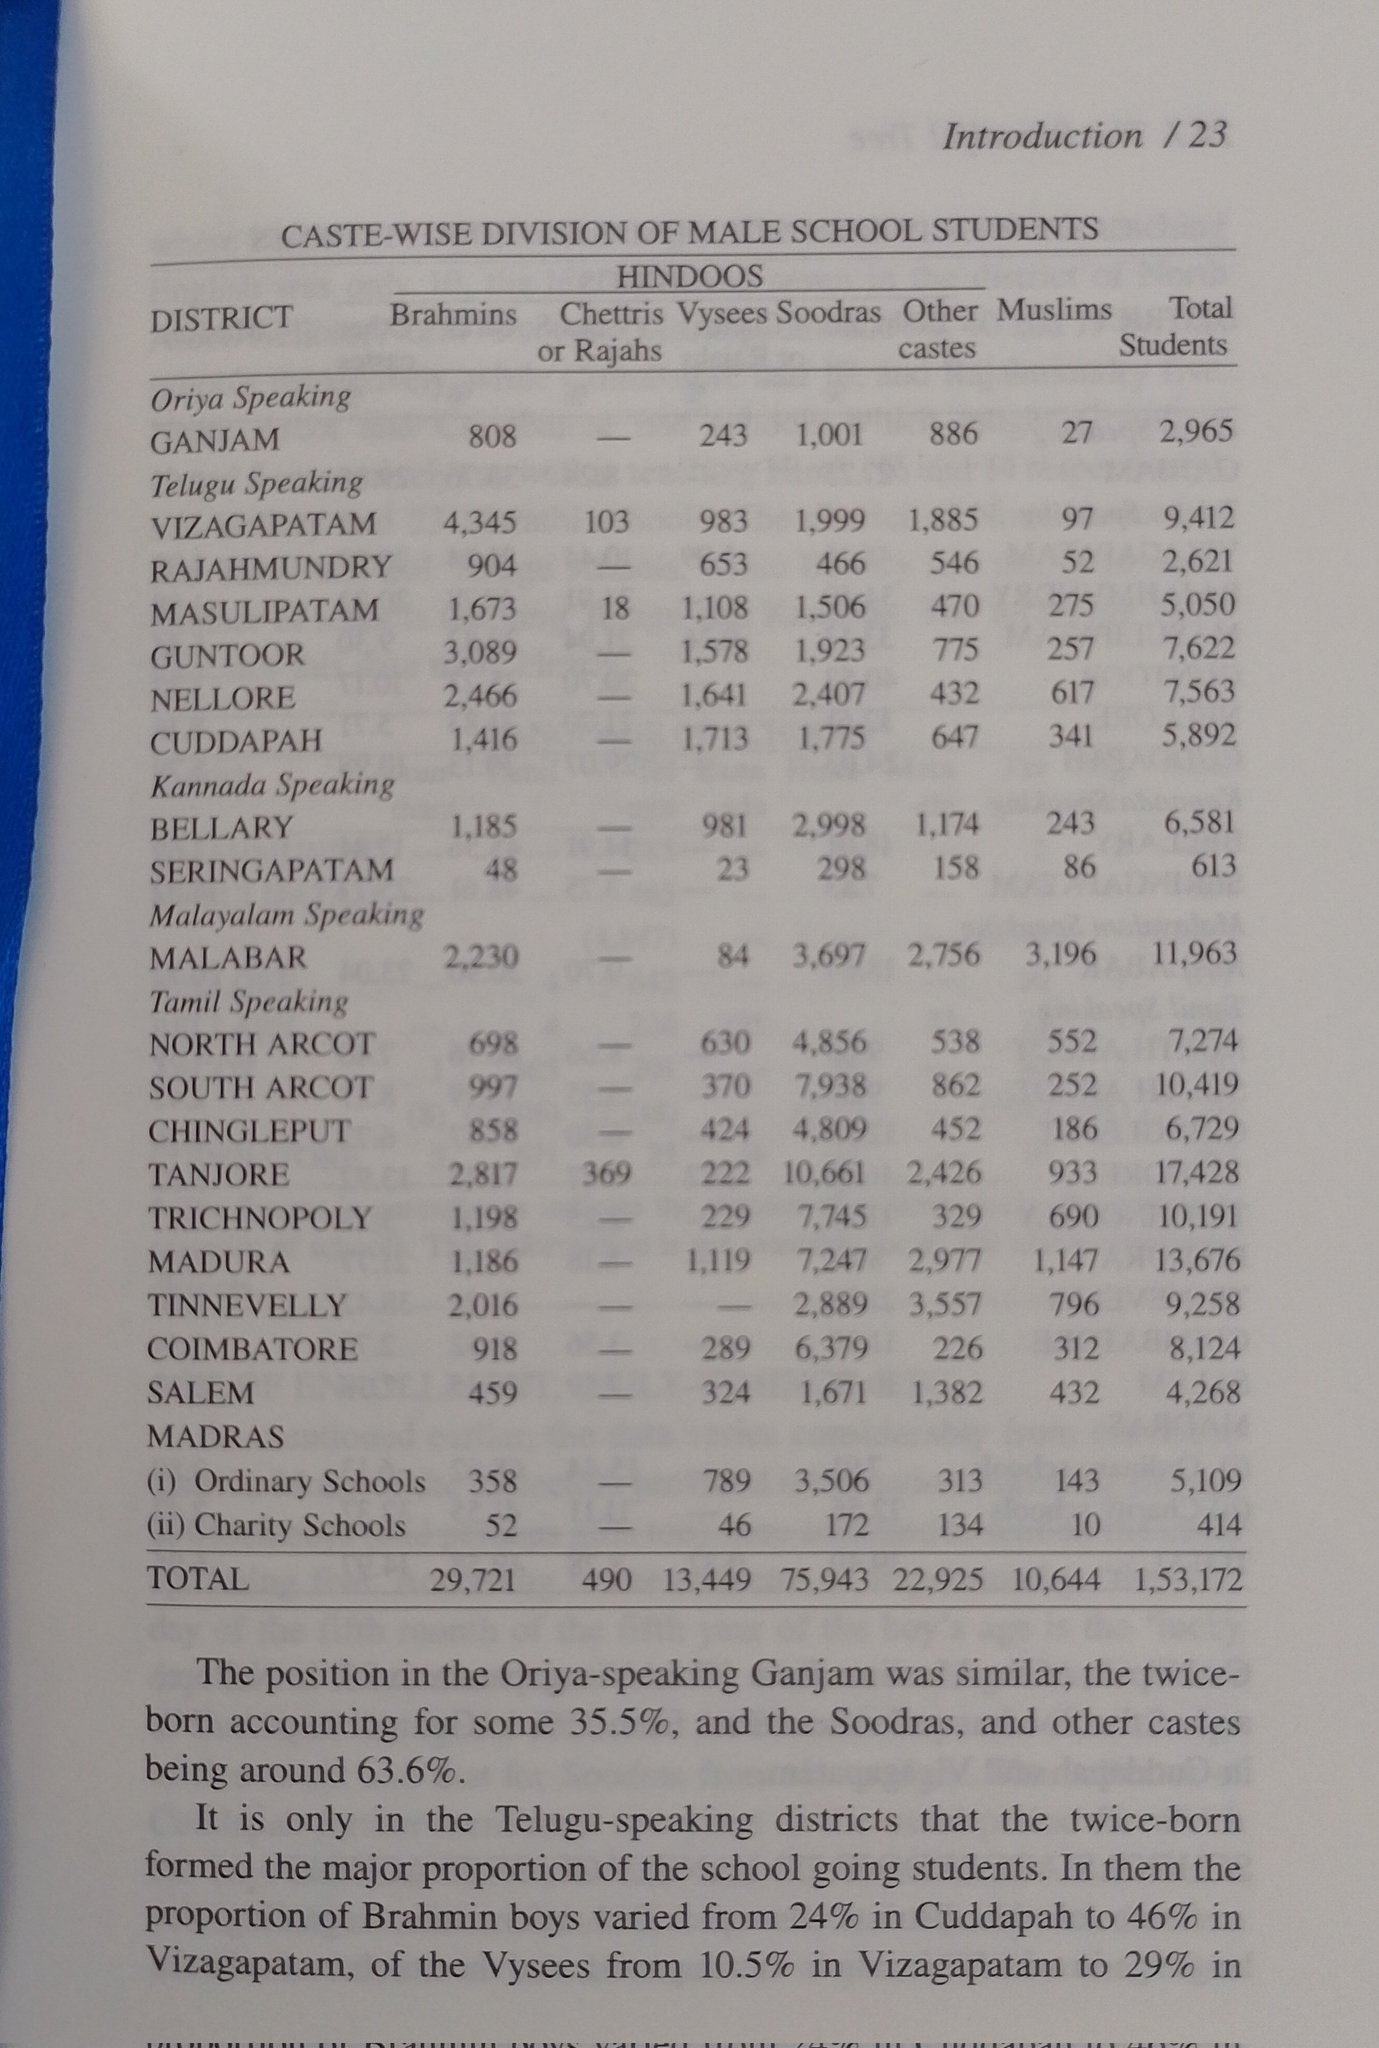 Introduction / 23
CASTE-WISE DIVISION OF MALE SCHOOL STUDENTS
HINDOOS
DISTRICT Brahmins Chettris Vysees Soodras Other Muslims Total
or Rajahs castes Students
Oriya Speaking
GANJAM 808 — 243 1,001 886 27 2,965
Telugu Speaking
VIZAGAPATAM 4,345 103 983 1,999 1,885 97 9,412
RAJAHMUNDRY 904 — 653 466 546 52 2,621
MASULIPATAM 1,673 18 1,108 1,506 470 275 5,050
GUNTOOR 3,089 — 1,578 1,923 775 257 7,622
NELLORE 2,466 — 1,641 2,407 432 617 7,563
CUDDAPAH 1,416 — 1,713 1,775 647 341 5,892
Kannada Speaking
BELLARY 1,185 — 981 2,998 1,174 243 6,581
SERINGAPATAM 48 — 23 298 158 86 613
Malayalam Speaking
MALABAR 2,230 — 84 3,697 2,756 3,196 11,963
Tamil Speaking
NORTH ARCOT 698 — 630 4,856 538 552 7,274
SOUTH ARCOT 997 — 370 7,938 862 252 10,419
CHINGLEPUT 858 — 424 4,809 452 186 6,729
TANJORE 2,817 369 222 10,661 2,426 933 17,428
TRICHNOPOLY 1,198 — 229 7,745 329 690 10,191
MADURA 1,186 — 1,119 7,247 2,977 1,147 13,676
TINNEVELLY 2,016 — — 2,889 3,557 796 9,258
COIMBATORE 918 — 289 6,379 226 312 8,124
SALEM 459 — 324 1,671 1,382 432 4,268
MADRAS
(i) Ordinary Schools 358 — 789 3,506 313 143 5,109
(ii) Charity Schools 52 — 46 172 134 10 414
TOTAL 29,721 490 13,449 75,943 22,925 10,644 1,53,172
The position in the Oriya-speaking Ganjam was similar, the twice-
born accounting for some 35.5%, and the Soodras, and other castes
being around 63.6%.
It is only in the Telugu-speaking districts that the twice-born
formed the major proportion of the school going students. In them the
proportion of Brahmin boys varied from 24% in Cuddapah to 46% in
Vizagapatam, of the Vysees from 10.5% in Vizagapatam to 29% in